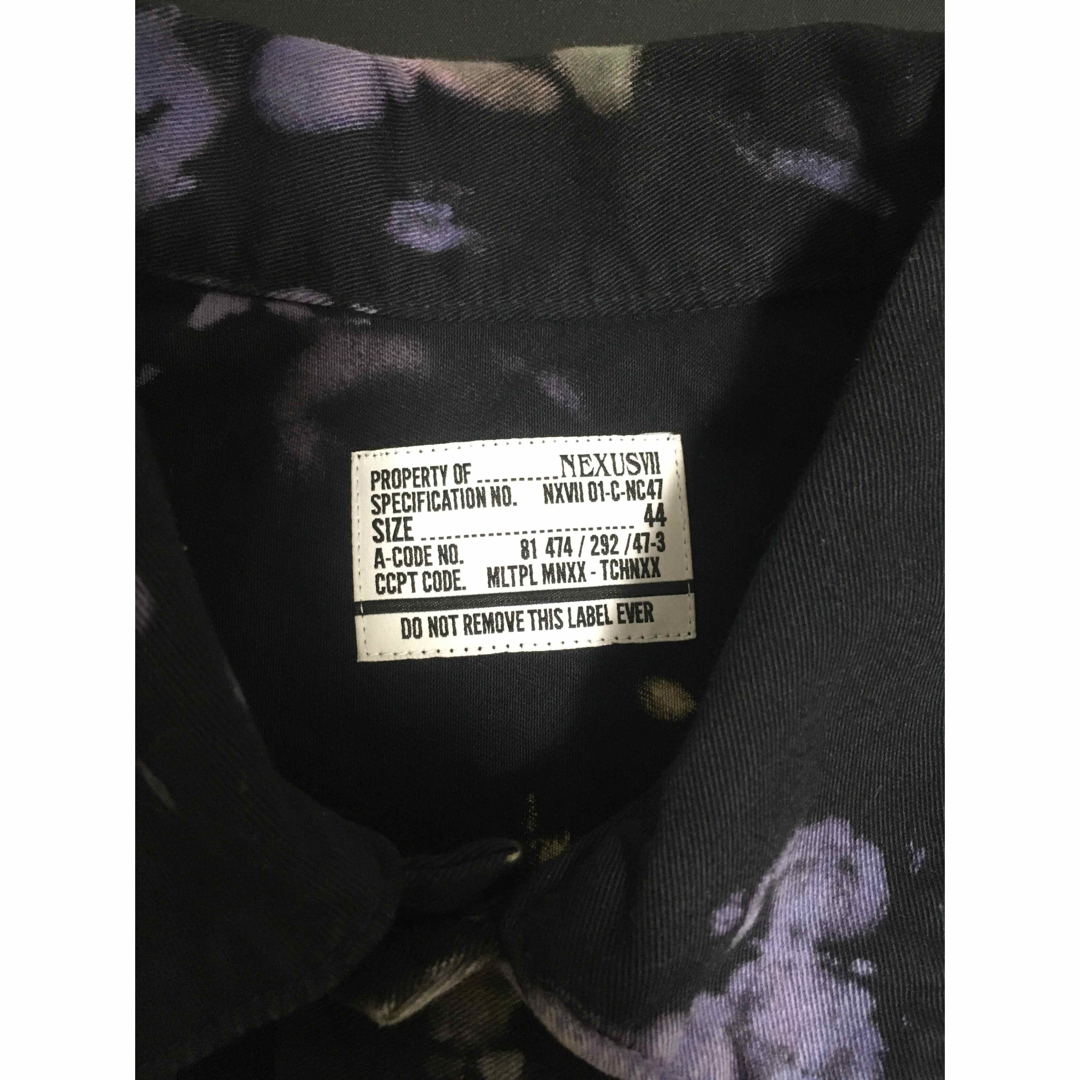 PROPERTY OF ......... NEXUSVII
SPECIFICATION NO. NXVII 01-C-NC47
SIZE ......................... 44
A-CODE NO. 81 474 / 292 /47-3
CCPT CODE. MLTPL MNXX - TCHNXX
DO NOT REMOVE THIS LABEL EVER